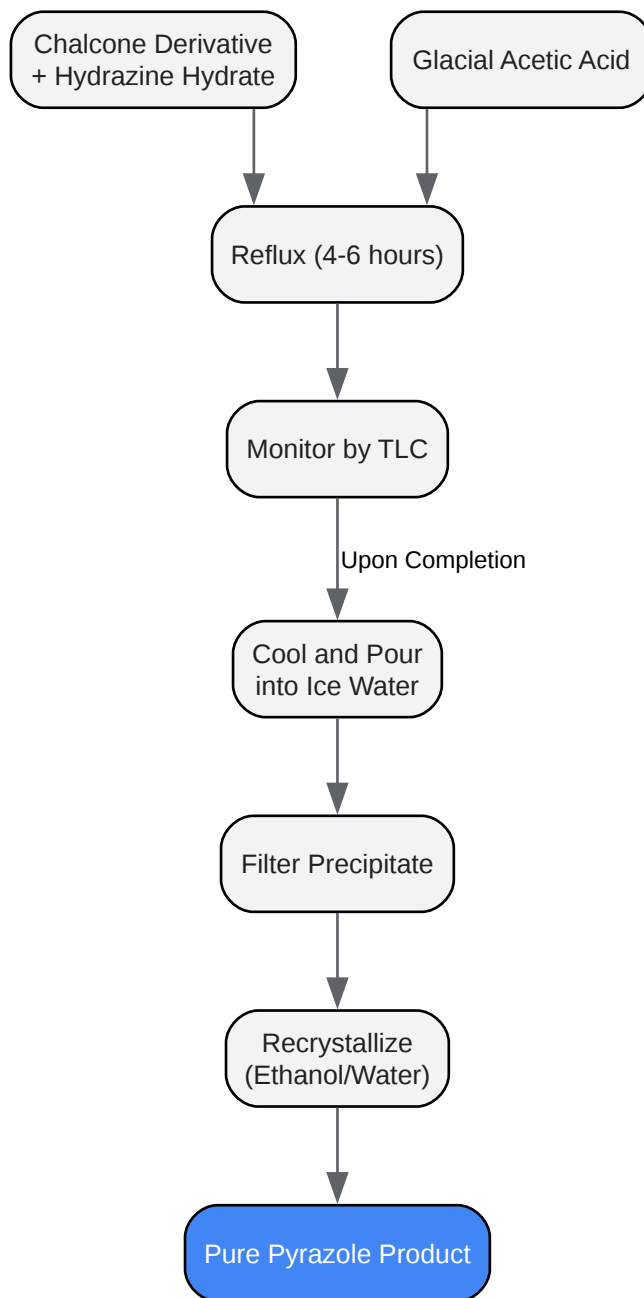 Chalcone Derivative
+ Hydrazine Hydrate
Glacial Acetic Acid
Reflux (4-6 hours)
Monitor by TLC
Upon Completion
Cool and Pour
into Ice Water
Filter Precipitate
Recrystallize
(Ethanol/Water)
Pure Pyrazole Product